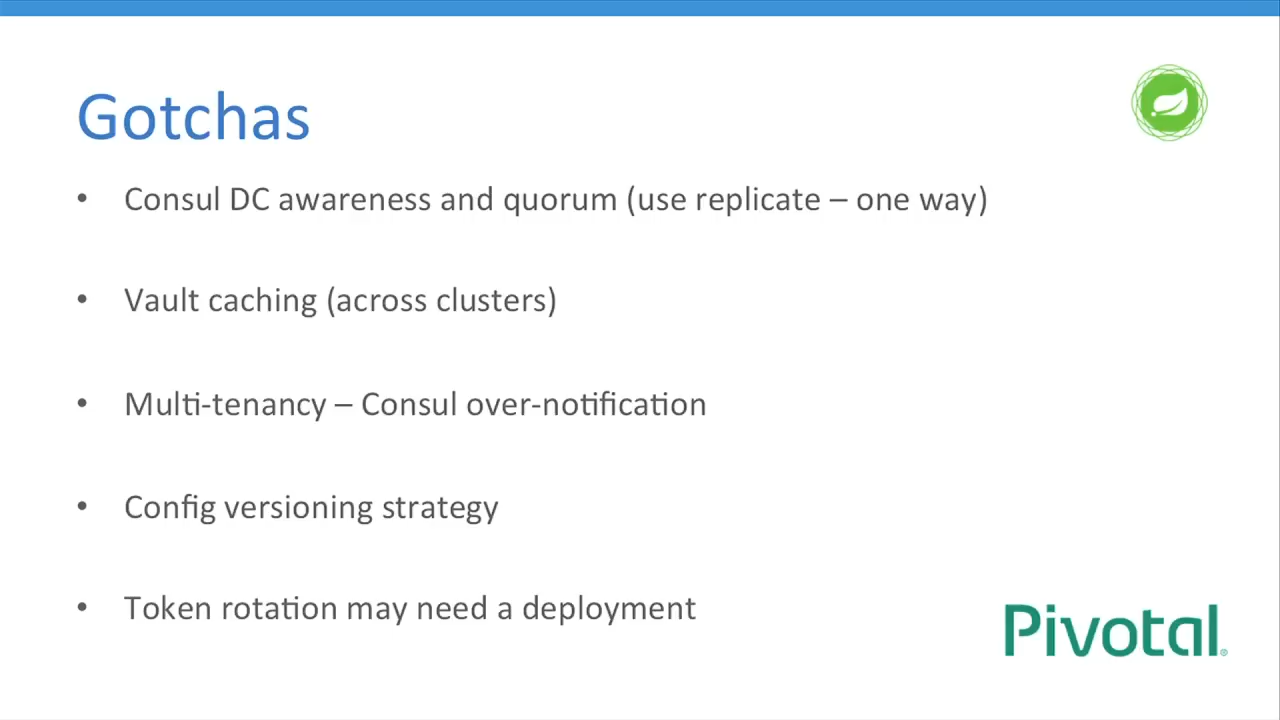 Gotchas
• Consul DC awareness and quorum (use replicate – one way)
• Vault caching (across clusters)
• Multi-tenancy – Consul over-notification
• Config versioning strategy
• Token rotation may need a deployment
Pivotal®